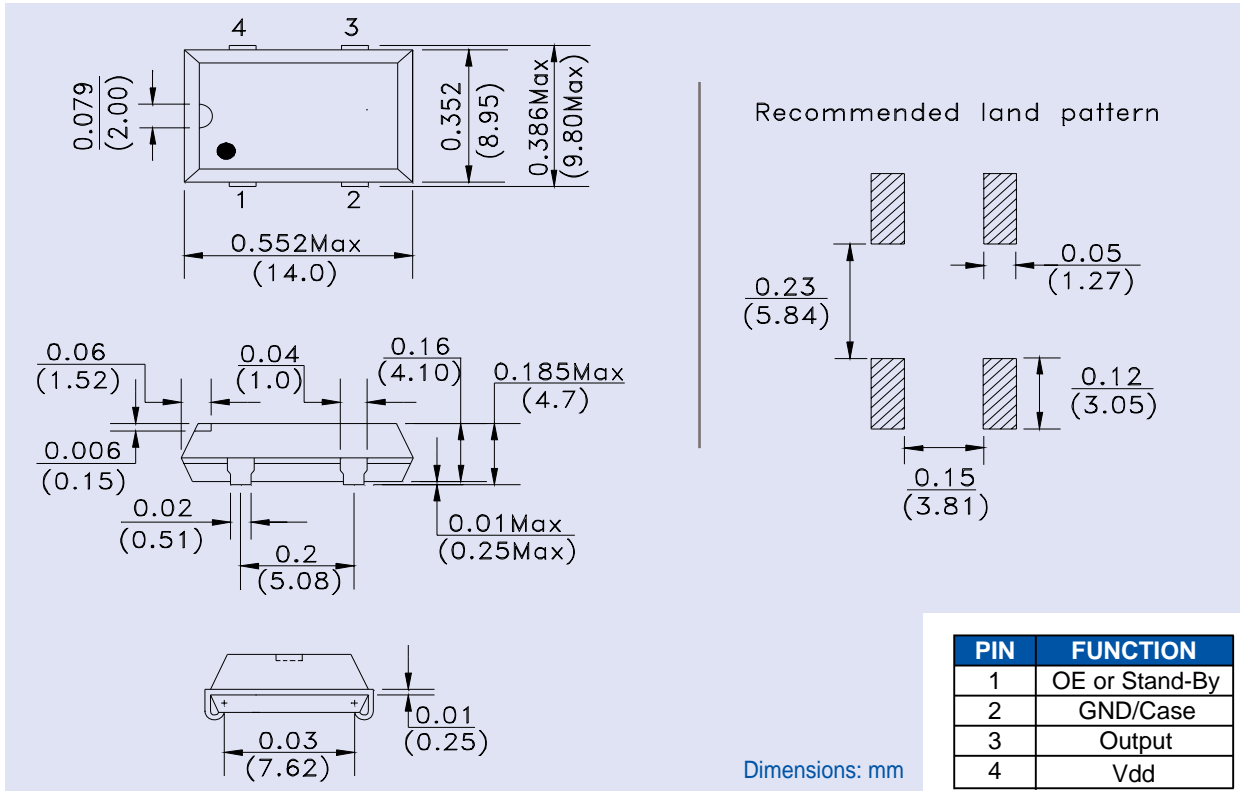 4 3
0.079
(2.00)
0.352
(8.95)
0.386Max
(9.80Max)
1 2
0.552Max
(14.0)
Recommended land pattern
0.05
(1.27)
0.23
(5.84)
0.12
(3.05)
0.15
(3.81)
0.06
(1.52)
0.04
(1.0)
0.16
(4.10)
0.185Max
(4.7)
0.006
(0.15)
0.02
(0.51)
0.2
(5.08)
0.01Max
(0.25Max)
0.01
(0.25)
0.03
(7.62)
Dimensions: mm
PIN FUNCTION
1 OE or Stand-By
2 GND/Case
3 Output
4 Vdd